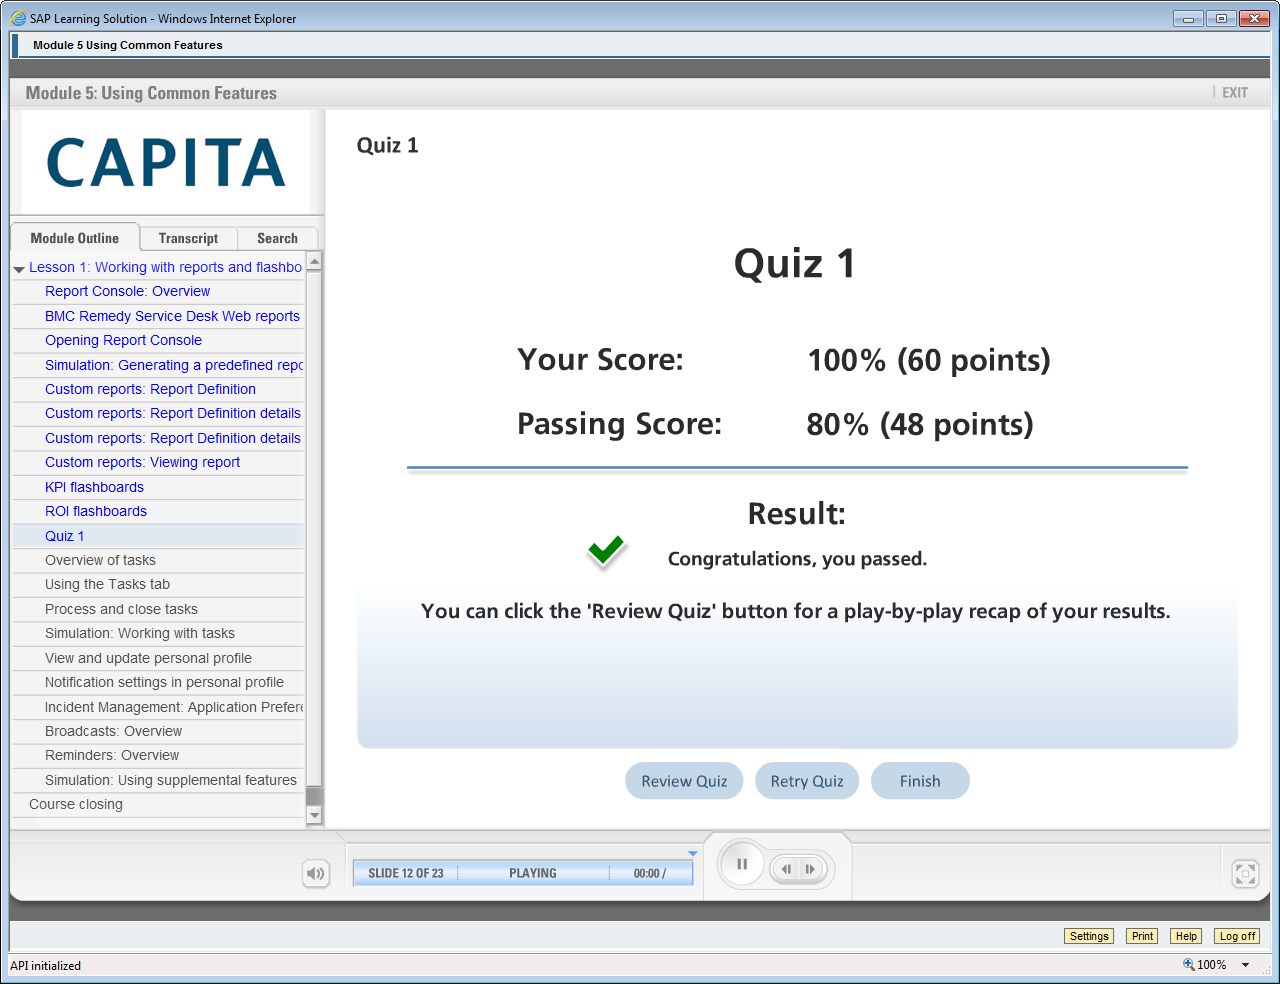 SAP Learning Solution - Windows Internet Explorer
Module 5 Using Common Features
Module 5: Using Common Features
EXIT
CAPITA
Module Outline
Transcript
Search
Lesson 1: Working with reports and flashbo
Report Console: Overview
BMC Remedy Service Desk Web reports
Opening Report Console
Simulation: Generating a predefined repo
Custom reports: Report Definition
Custom reports: Report Definition details
Custom reports: Report Definition details
Custom reports: Viewing report
KPI flashboards
ROI flashboards
Quiz 1
Overview of tasks
Using the Tasks tab
Process and close tasks
Simulation: Working with tasks
View and update personal profile
Notification settings in personal profile
Incident Management: Application Prefere
Broadcasts: Overview
Reminders: Overview
Simulation: Using supplemental features
Course closing
Quiz 1
Quiz 1
Your Score: 100% (60 points)
Passing Score: 80% (48 points)
Result:
Congratulations, you passed.
You can click the 'Review Quiz' button for a play-by-play recap of your results.
Review Quiz
Retry Quiz
Finish
SLIDE 12 OF 23
PLAYING
00:00 /
Settings
Print
Help
Log off
API initialized
100%